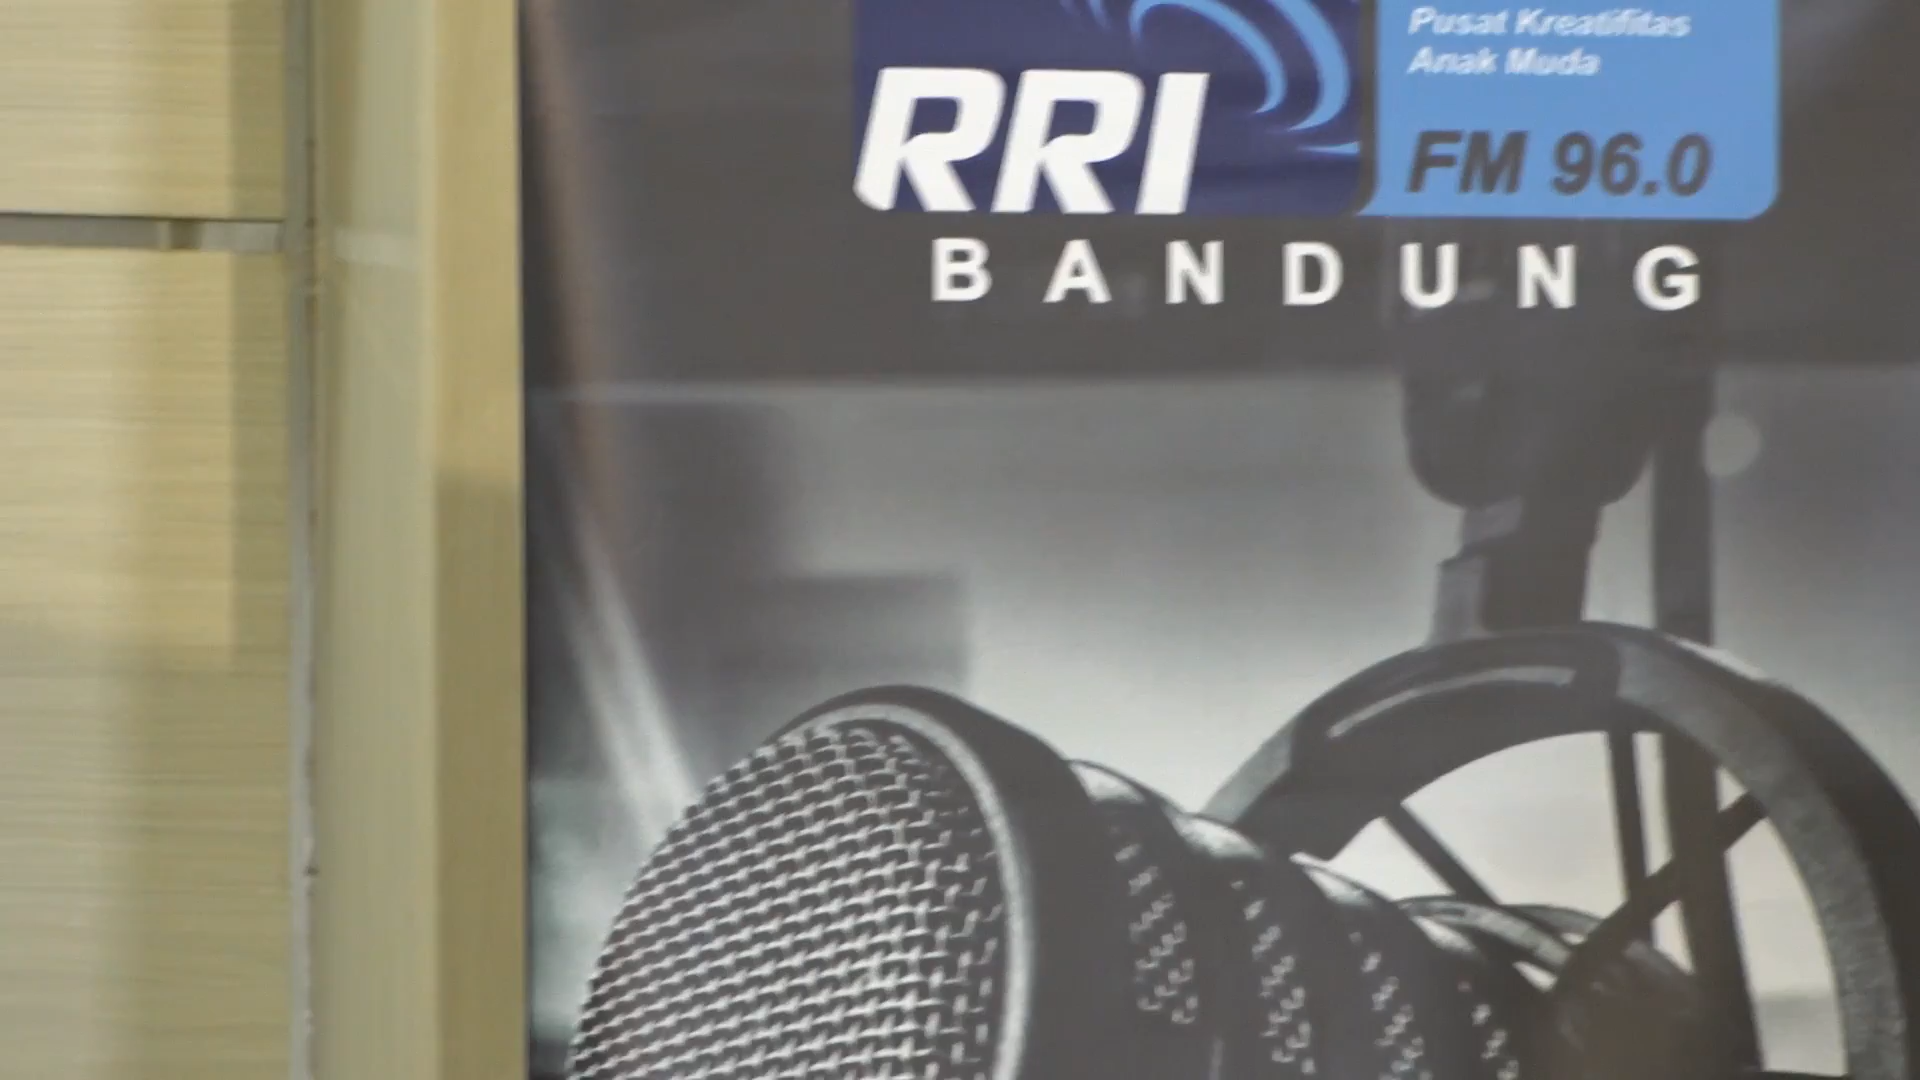 RRI
Pusat Kreatifitas
Anak Muda
FM 96.0
BANDUNG